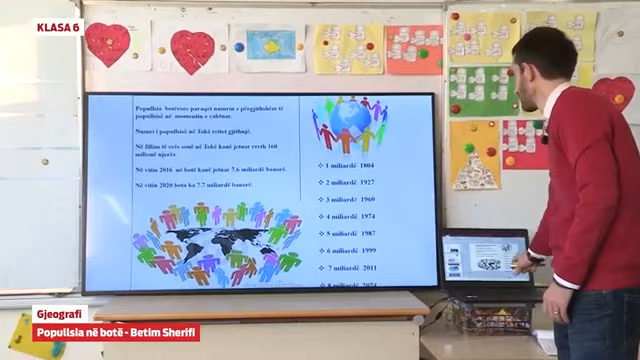 KLASA 6
Popullsia botërore paraqet numrin e përgjithshëm të
popullsisë në momentin e caktuar.
Numri i popullsisë në Tokë rritet gjithnjë.
Në fillim të erës sonë në Tokë kanë jetuar rreth 160
milionë njerëz.
Në vitin 2016 në botë kanë jetuar 7.6 miliardë banorë.
Në vitin 2020 bota ka 7.7 miliardë banorë.
1 miliardë 1804
2 miliardë 1927
3 miliardë 1960
4 miliardë 1974
5 miliardë 1987
6 miliardë 1999
7 miliardë 2011
8 miliardë 2024
Gjeografi
Popullsia në botë - Betim Sherifi